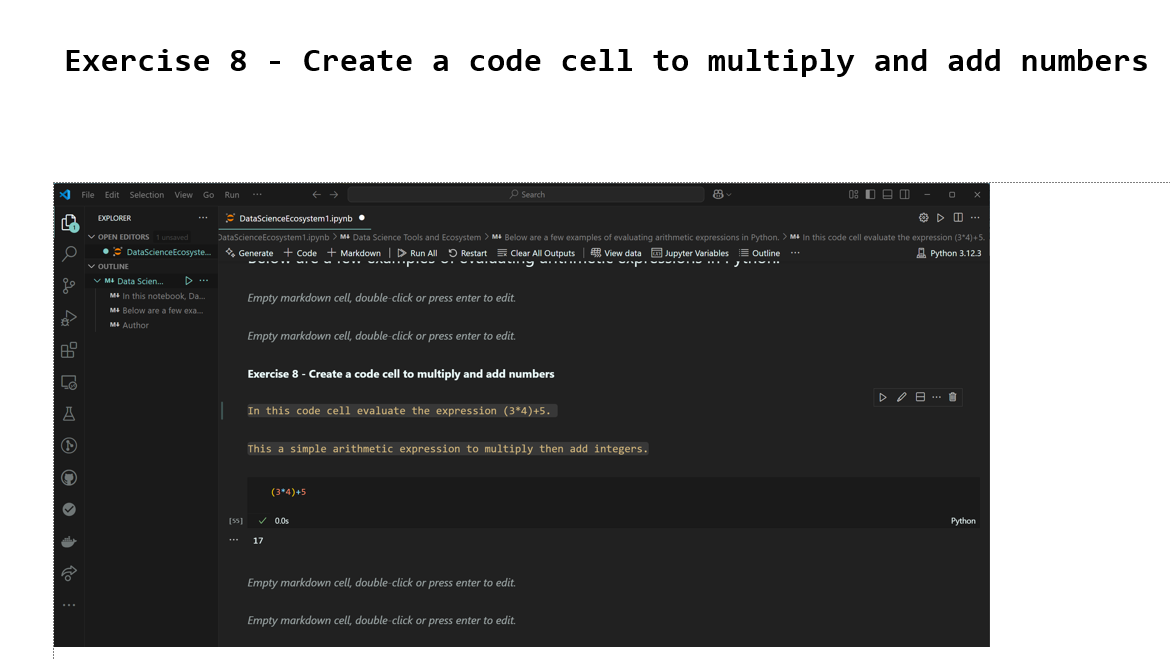 Exercise 8 - Create a code cell to multiply and add numbers
File Edit Selection View Go Run ··· Search
EXPLORER ··· DataScienceEcosystem1.ipynb
OPEN EDITORS 1 unsaved
DataScienceEcosystem1.ipynb > M↓ Data Science Tools and Ecosystem > M↓ Below are a few examples of evaluating arithmetic expressions in Python. > M↓ In this code cell evaluate the expression (3*4)+5.
DataScienceEcosyste...
Generate + Code + Markdown | Run All Restart Clear All Outputs | View data Jupyter Variables Outline ··· Python 3.12.3
Below are a few examples of evaluating arithmetic expressions in Python.
OUTLINE
M↓ Data Scien... ···
M↓ In this notebook, Da...
M↓ Below are a few exa...
M↓ Author
1
Empty markdown cell, double-click or press enter to edit.
Empty markdown cell, double-click or press enter to edit.
Exercise 8 - Create a code cell to multiply and add numbers
In this code cell evaluate the expression (3*4)+5.
This a simple arithmetic expression to multiply then add integers.
(3*4)+5
[55] 0.0s Python
··· 17
Empty markdown cell, double-click or press enter to edit.
Empty markdown cell, double-click or press enter to edit.